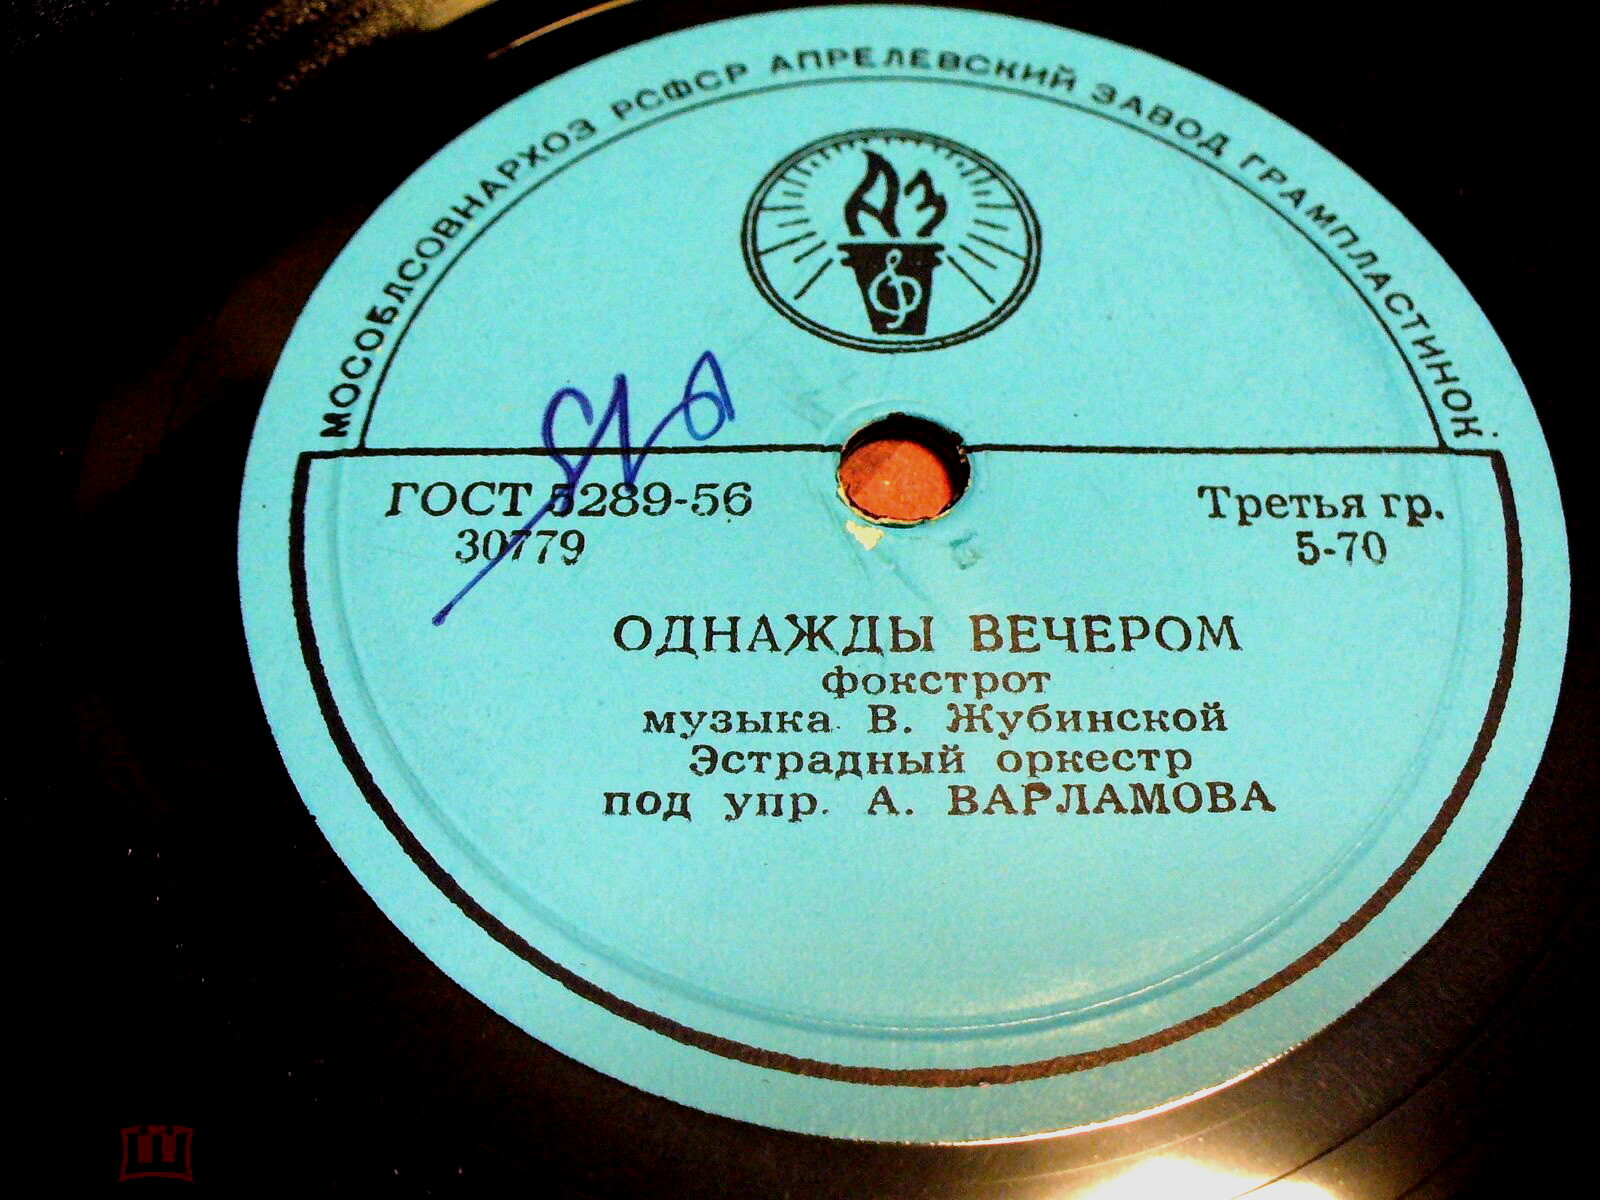 МОСОБЛСОВНАРХОЗ РСФСР АПРЕЛЕВСКИЙ ЗАВОД ГРАМПЛАСТИНОК
АЗ
ГОСТ 5289-56
30779
Третья гр.
5-70
ОДНАЖДЫ ВЕЧЕРОМ
фокстрот
музыка В. Жубинской
Эстрадный оркестр
под упр. А. ВАРЛАМОВА